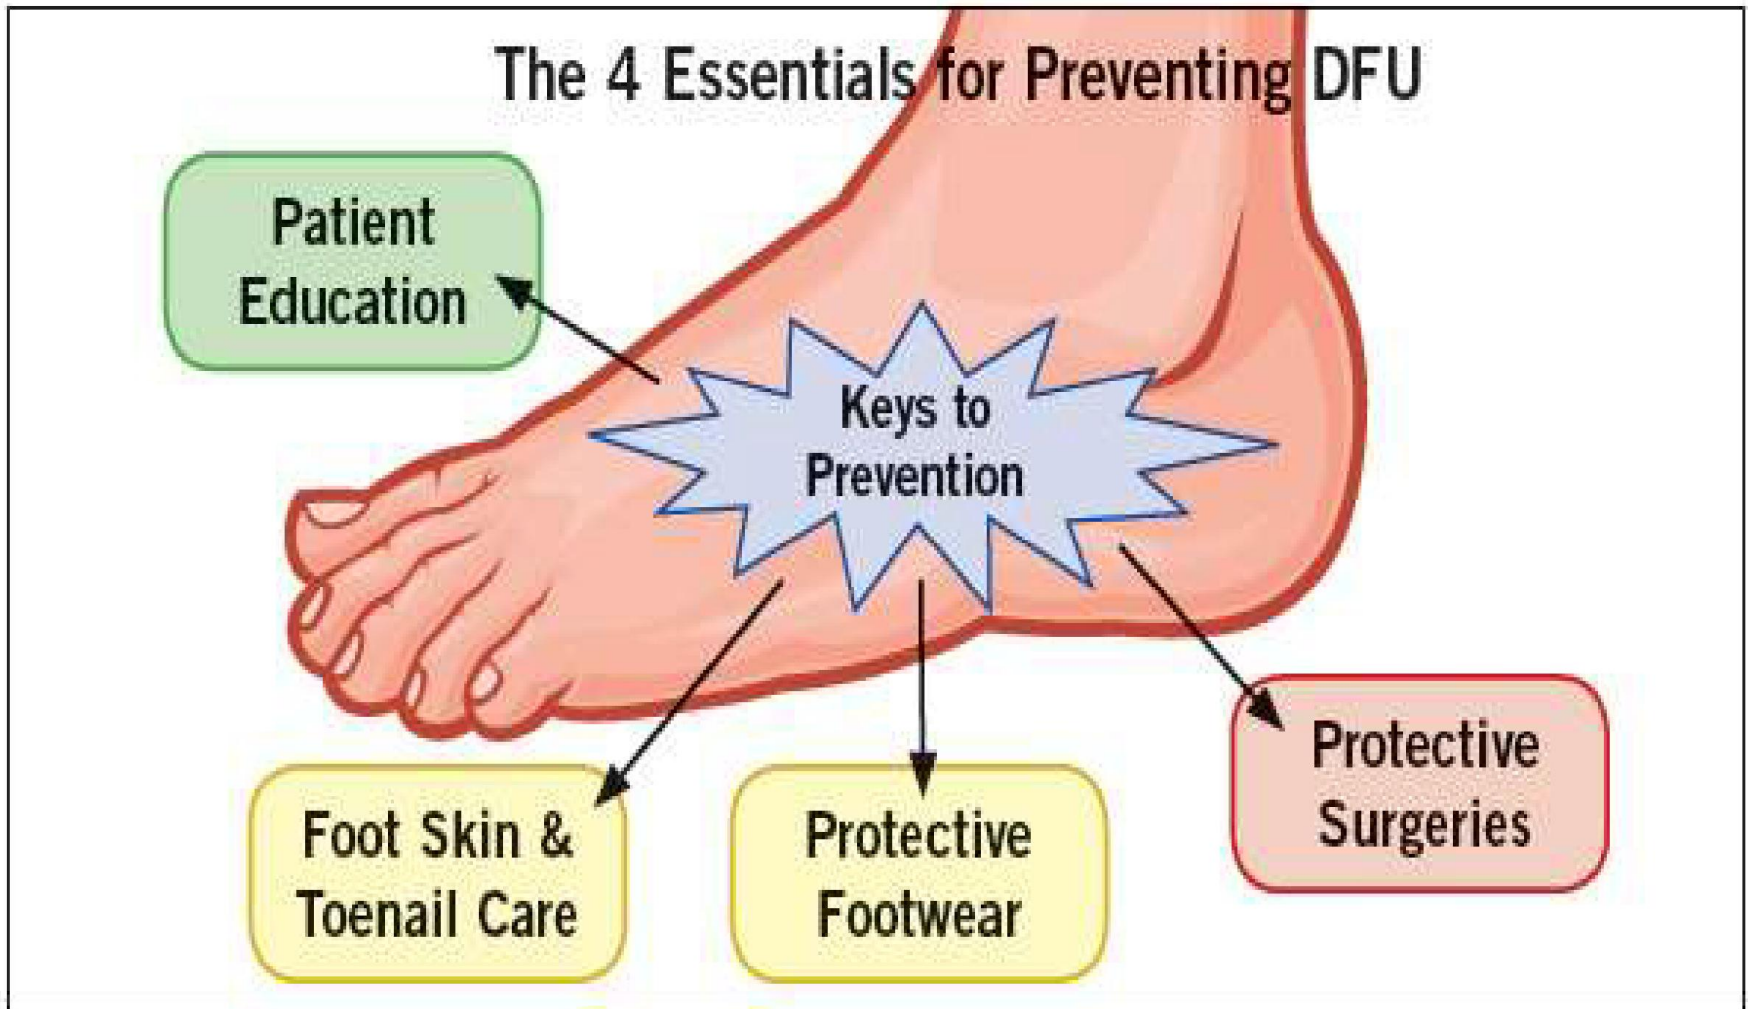 The 4 Essentials for Preventing DFU
Patient
Education
Keys to
Prevention
Foot Skin &
Toenail Care
Protective
Footwear
Protective
Surgeries